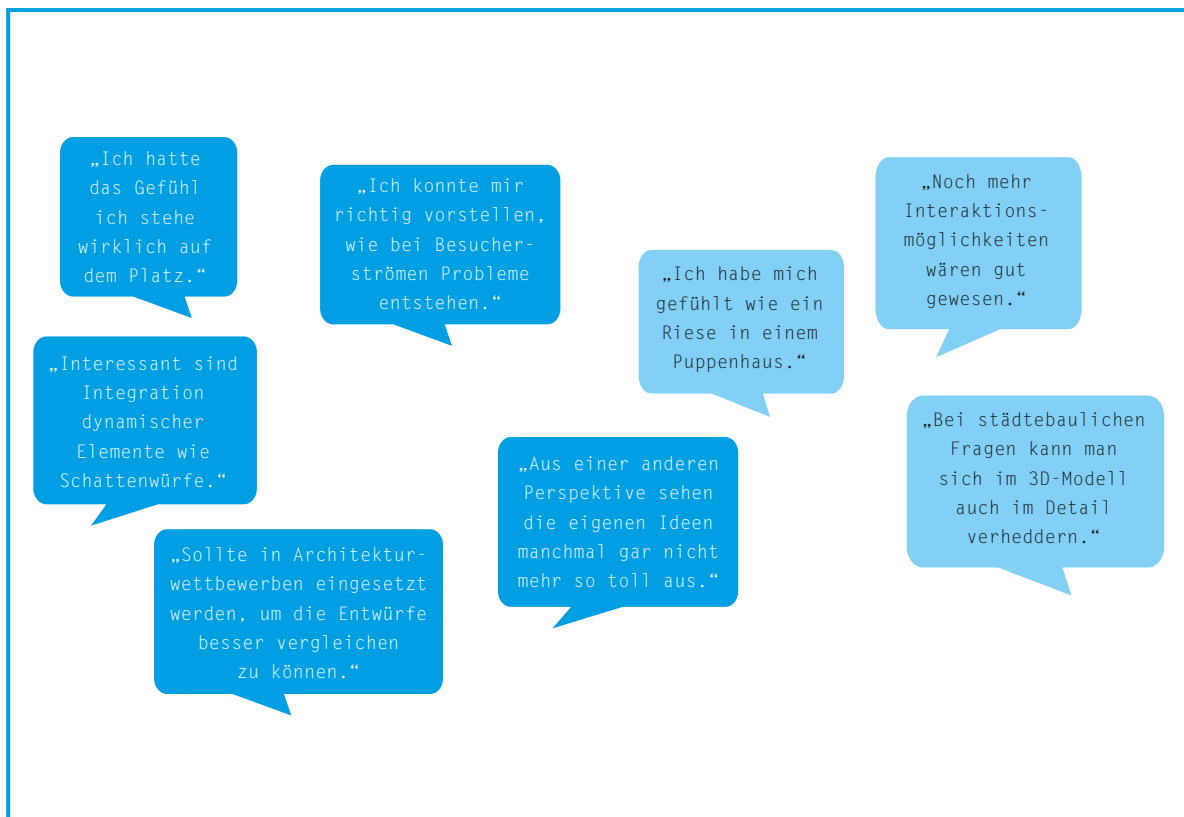 „Ich hatte
das Gefühl
ich stehe
wirklich auf
dem Platz.“
„Ich konnte mir
richtig vorstellen,
wie bei Besucher-
strömen Probleme
entstehen.“
„Ich habe mich
gefühlt wie ein
Riese in einem
Puppenhaus.“
„Noch mehr
Interaktions-
möglichkeiten
wären gut
gewesen.“
„Interessant sind
Integration
dynamischer
Elemente wie
Schattenwürfe.“
„Aus einer anderen
Perspektive sehen
die eigenen Ideen
manchmal gar nicht
mehr so toll aus.“
„Bei städtebaulichen
Fragen kann man
sich im 3D-Modell
auch im Detail
verheddern.“
„Sollte in Architektur-
wettbewerben eingesetzt
werden, um die Entwürfe
besser vergleichen
zu können.“